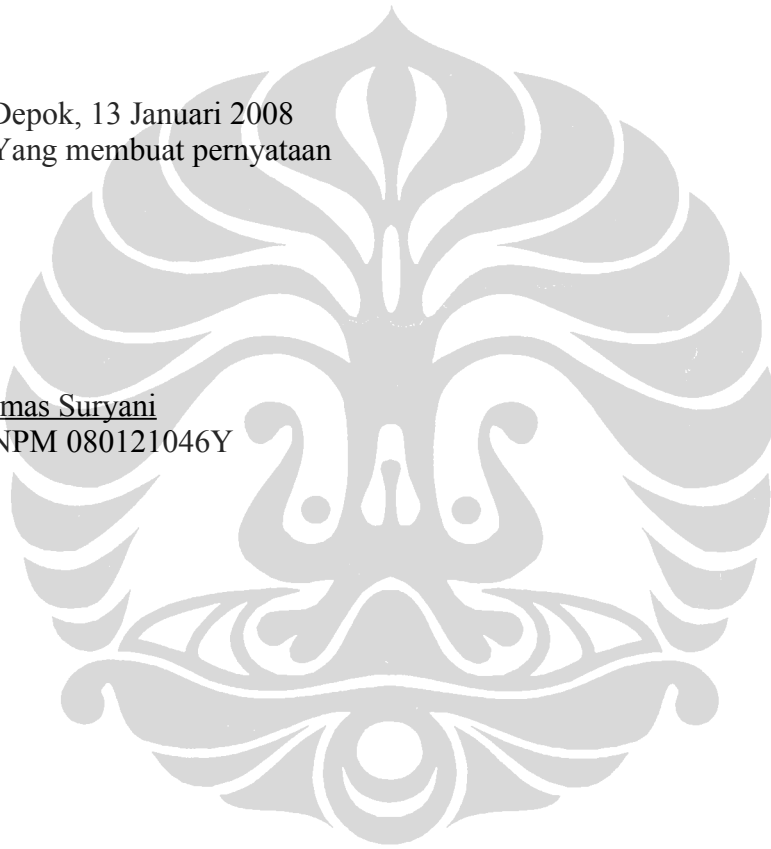 Depok, 13 Januari 2008
Yang membuat pernyataan
mas Suryani
NPM 080121046Y